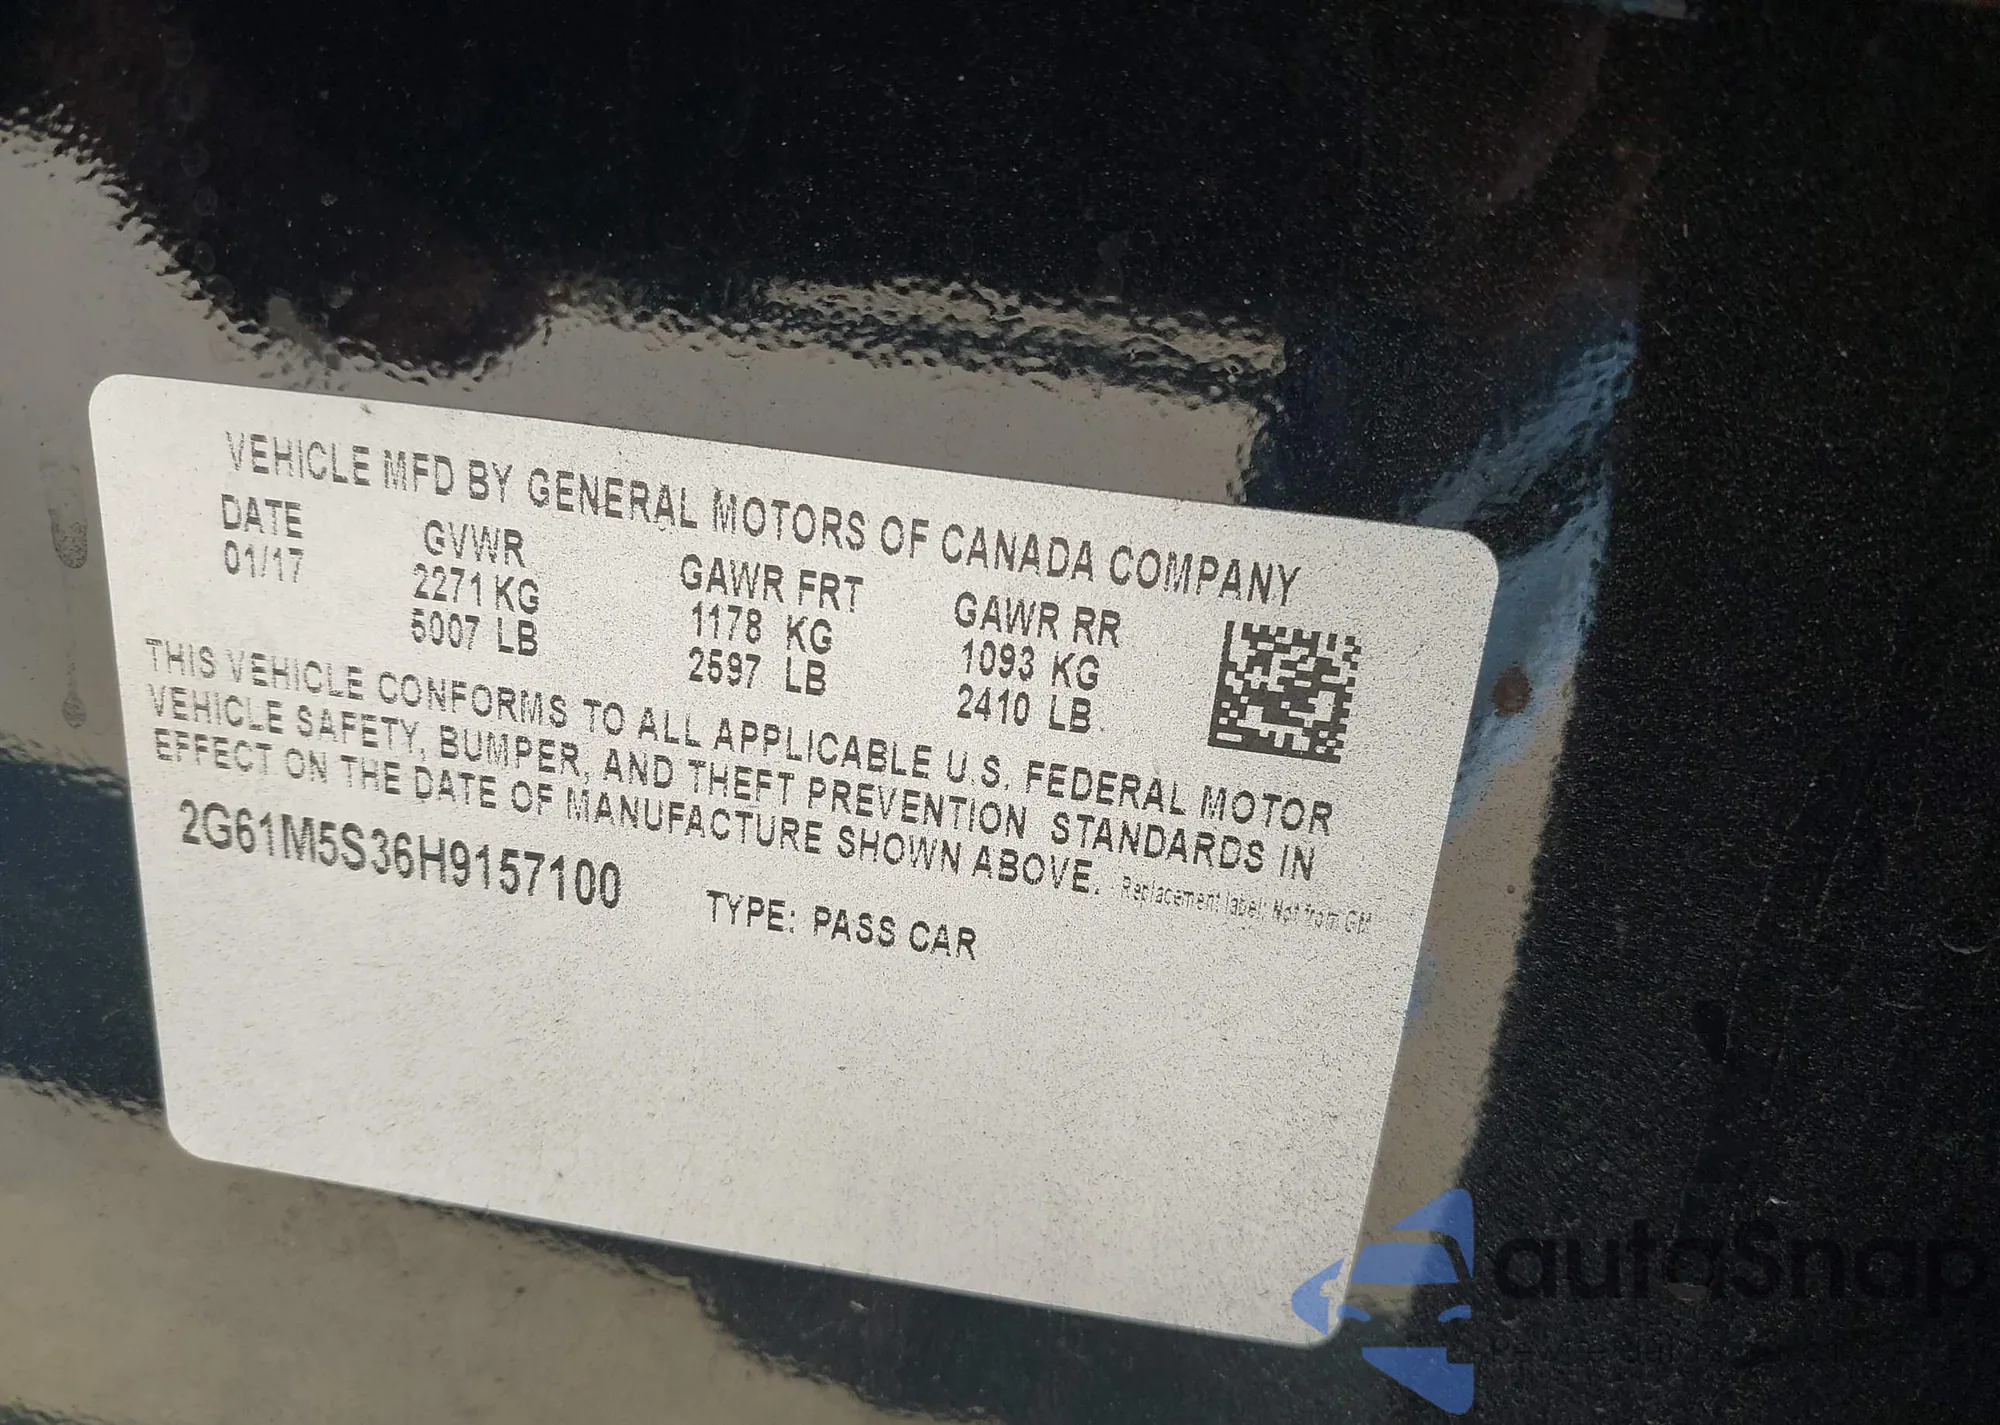 VEHICLE MFD BY GENERAL MOTORS OF CANADA COMPANY
DATE GVWR GAWR FRT GAWR RR
01/17 2271 KG 1178 KG 1093 KG
5007 LB 2597 LB 2410 LB
THIS VEHICLE CONFORMS TO ALL APPLICABLE U.S. FEDERAL MOTOR
VEHICLE SAFETY, BUMPER, AND THEFT PREVENTION STANDARDS IN
EFFECT ON THE DATE OF MANUFACTURE SHOWN ABOVE. Replacement label; Not from GM
2G61M5S36H9157100 TYPE: PASS CAR
autoSnap